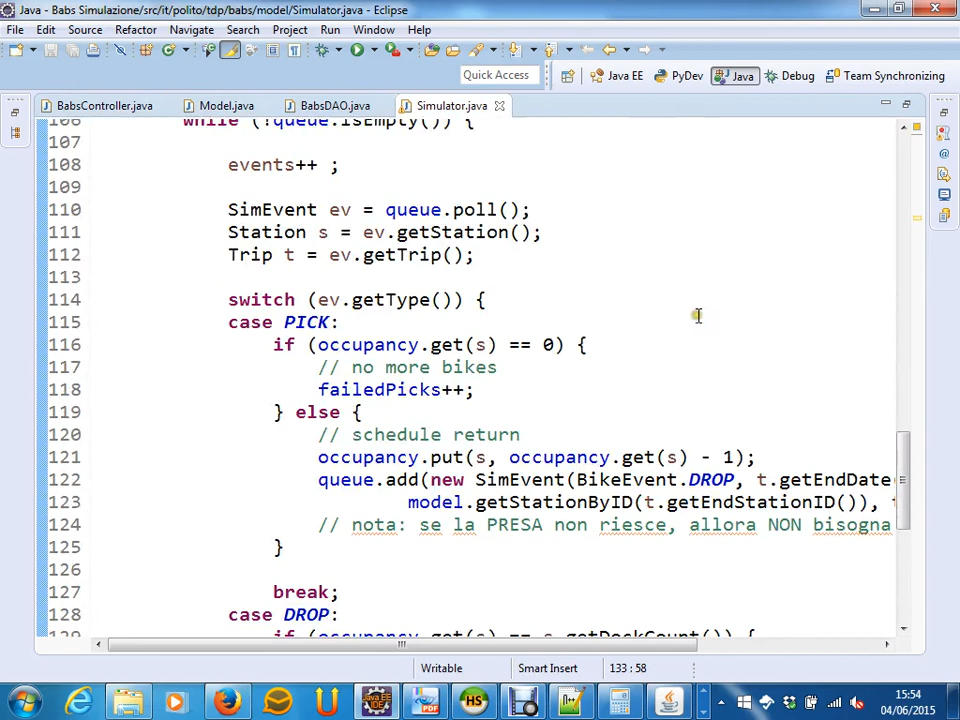 Java - Babs Simulazione/src/it/polito/tdp/babs/model/Simulator.java - Eclipse
File Edit Source Refactor Navigate Search Project Run Window Help
Quick Access Java EE PyDev Java Debug Team Synchronizing
BabsController.java Model.java BabsDAO.java Simulator.java
106 while (!queue.isEmpty()) {
107
108 events++ ;
109
110 SimEvent ev = queue.poll();
111 Station s = ev.getStation();
112 Trip t = ev.getTrip();
113
114 switch (ev.getType()) {
115 case PICK:
116 if (occupancy.get(s) == 0) {
117 // no more bikes
118 failedPicks++;
119 } else {
120 // schedule return
121 occupancy.put(s, occupancy.get(s) - 1);
122 queue.add(new SimEvent(BikeEvent.DROP, t.getEndDate(
123 model.getStationByID(t.getEndStationID()), t
124 // nota: se la PRESA non riesce, allora NON bisogna
125 }
126
127 break;
128 case DROP:
129 if (occupancy.get(s) == s.getDockCount()) {
Writable Smart Insert 133 : 58
HS PDF
Java EE IDE
15:54
04/06/2015